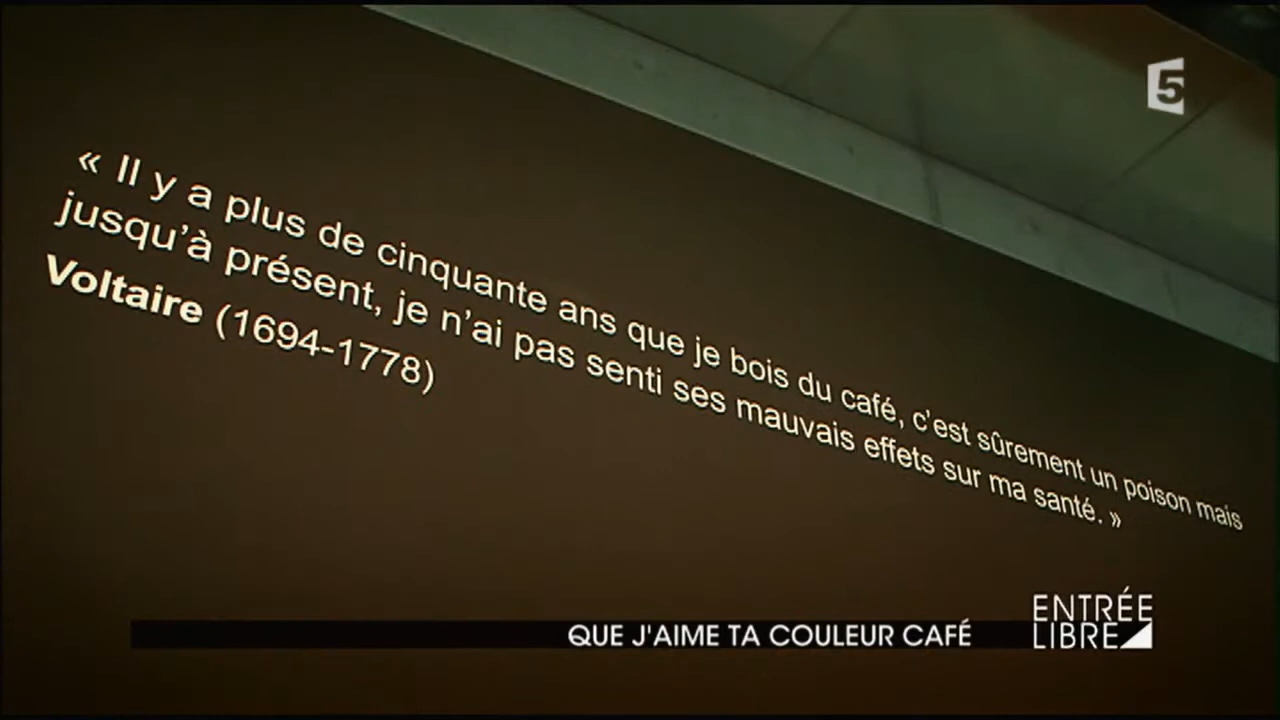 5
« Il y a plus de cinquante ans que je bois du café, c'est sûrement un poison mais
jusqu'à présent, je n'ai pas senti ses mauvais effets sur ma santé. »
Voltaire (1694-1778)
QUE J'AIME TA COULEUR CAFÉ
ENTRÉE
LIBRE